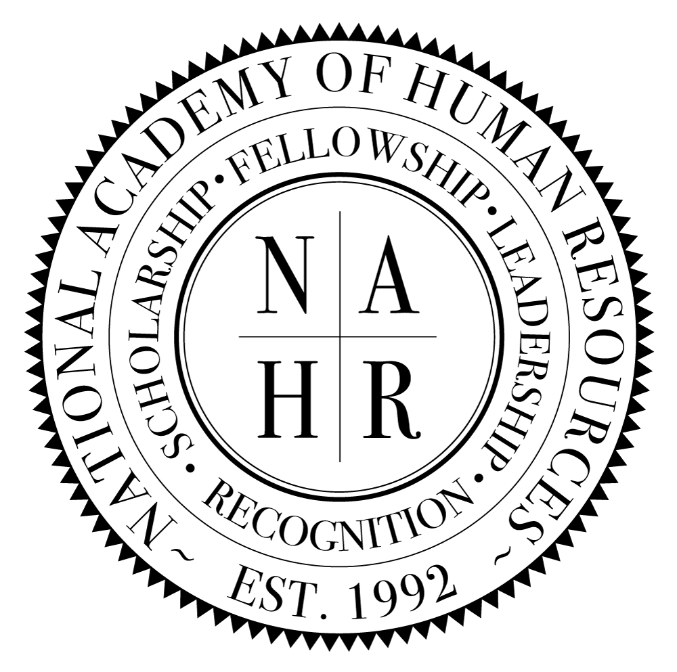 NATIONAL ACADEMY OF HUMAN RESOURCES
~ EST. 1992 ~
SCHOLARSHIP • FELLOWSHIP • LEADERSHIP • RECOGNITION •
N A
H R